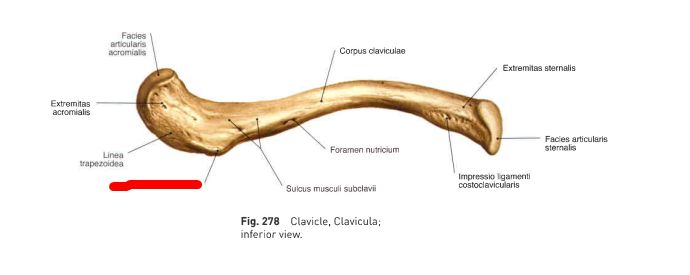 Facies
articularis
acromialis
Corpus claviculae
Extremitas sternalis
Extremitas
acromialis
Facies articularis
sternalis
Foramen nutricium
Linea
trapezoidea
Impressio ligamenti
costoclavicularis
Sulcus musculi subclavii
Fig. 278 Clavicle, Clavicula;
inferior view.